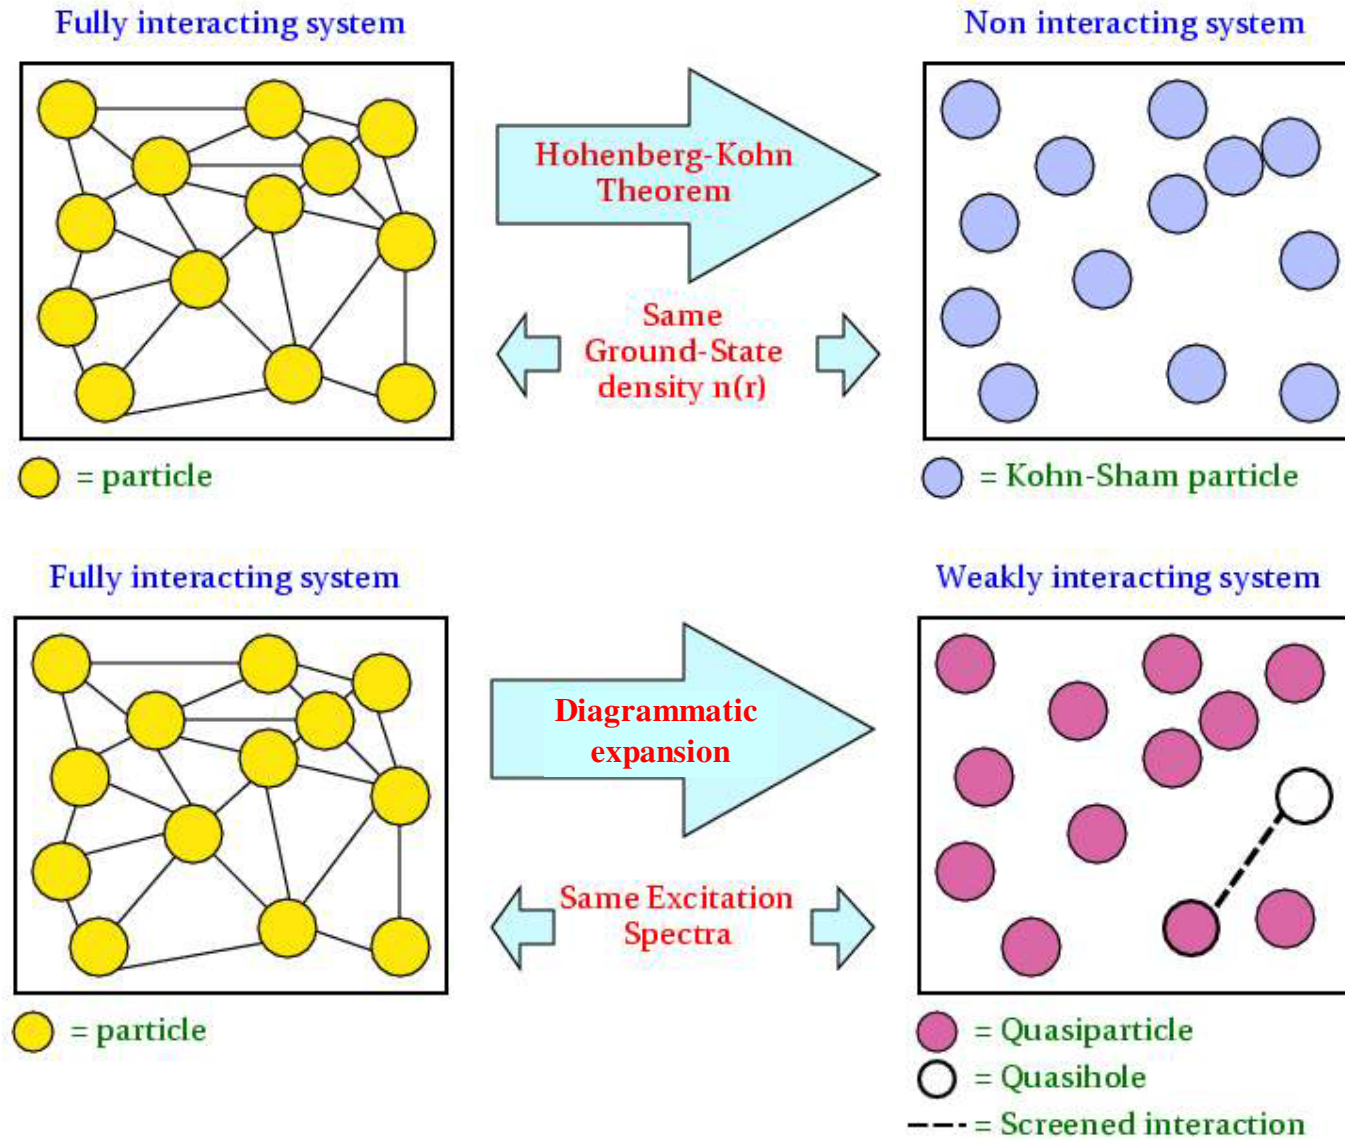 Fully interacting system
Non interacting system
Hohenberg-Kohn
Theorem
Same
Ground-State
density n(r)
= particle
= Kohn-Sham particle
Fully interacting system
Weakly interacting system
Diagrammatic
expansion
Same Excitation
Spectra
= particle
= Quasiparticle
= Quasihole
= Screened interaction